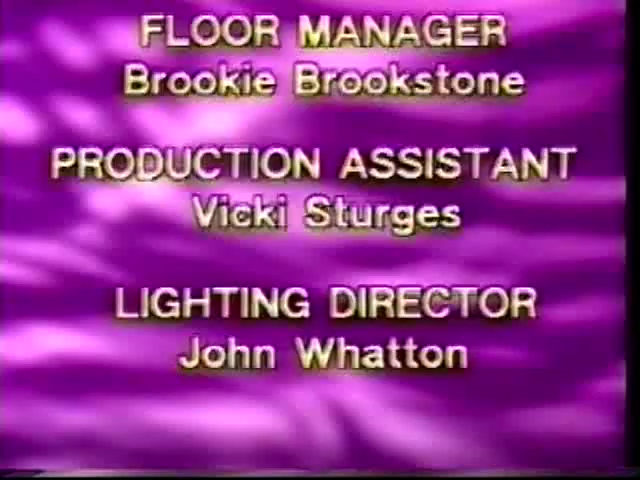 FLOOR MANAGER
Brookie Brookstone
PRODUCTION ASSISTANT
Vicki Sturges
LIGHTING DIRECTOR
John Whatton